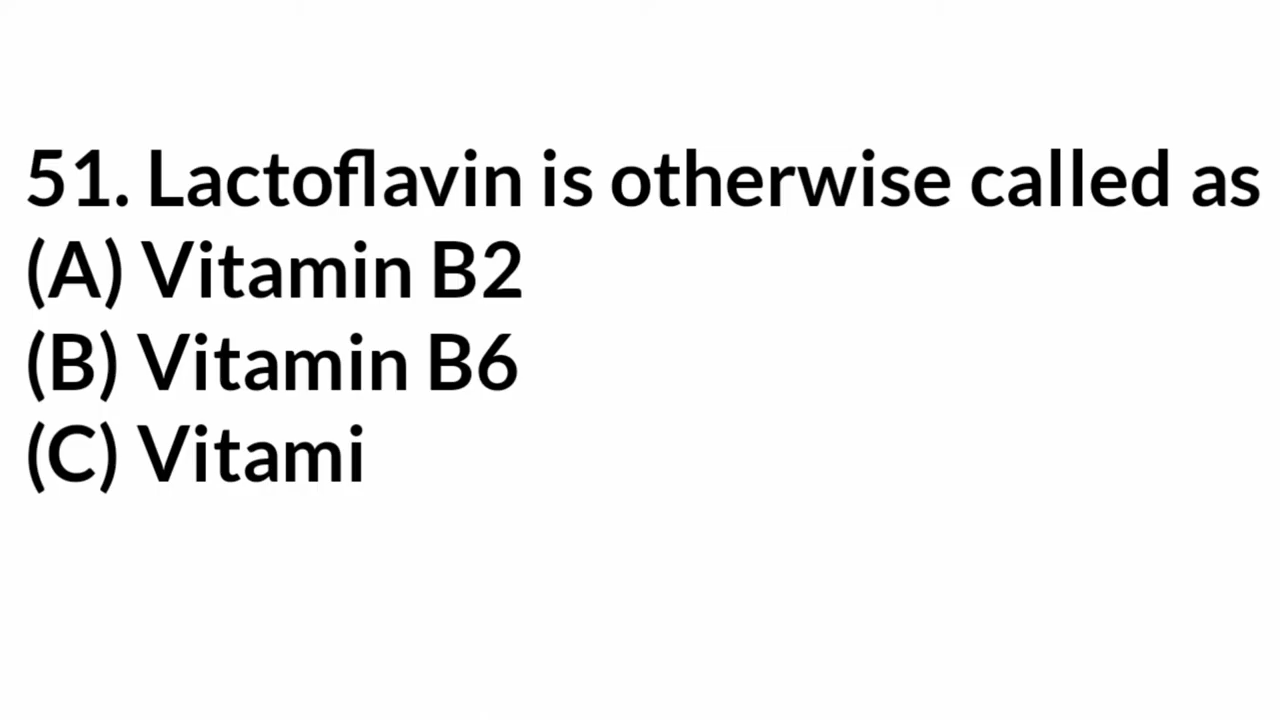 51. Lactoflavin is otherwise called as
(A) Vitamin B2
(B) Vitamin B6
(C) Vitami